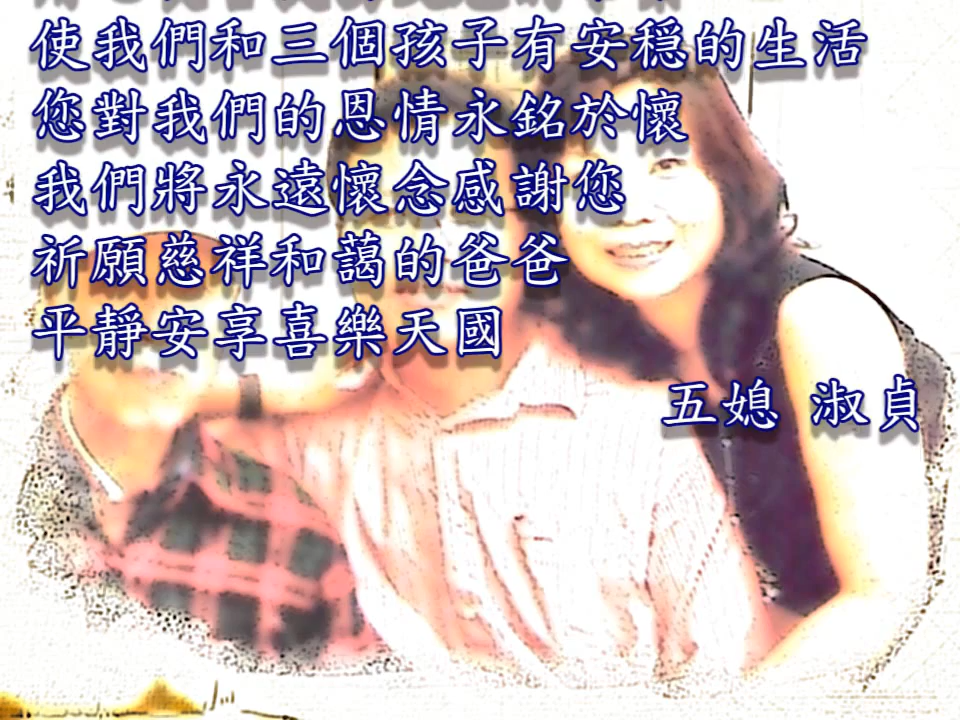 使我們和三個孩子有安穏的生活
您對我們的恩情永銘於懷
我們將永遠懷念感謝您
祈願慈祥和藹的爸爸
平靜安享喜樂天國
五媳 淑貞